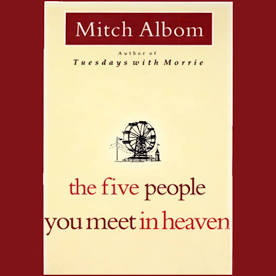 Mitch Albom
Author of
Tuesdays with Morrie
the five people
you meet in heaven